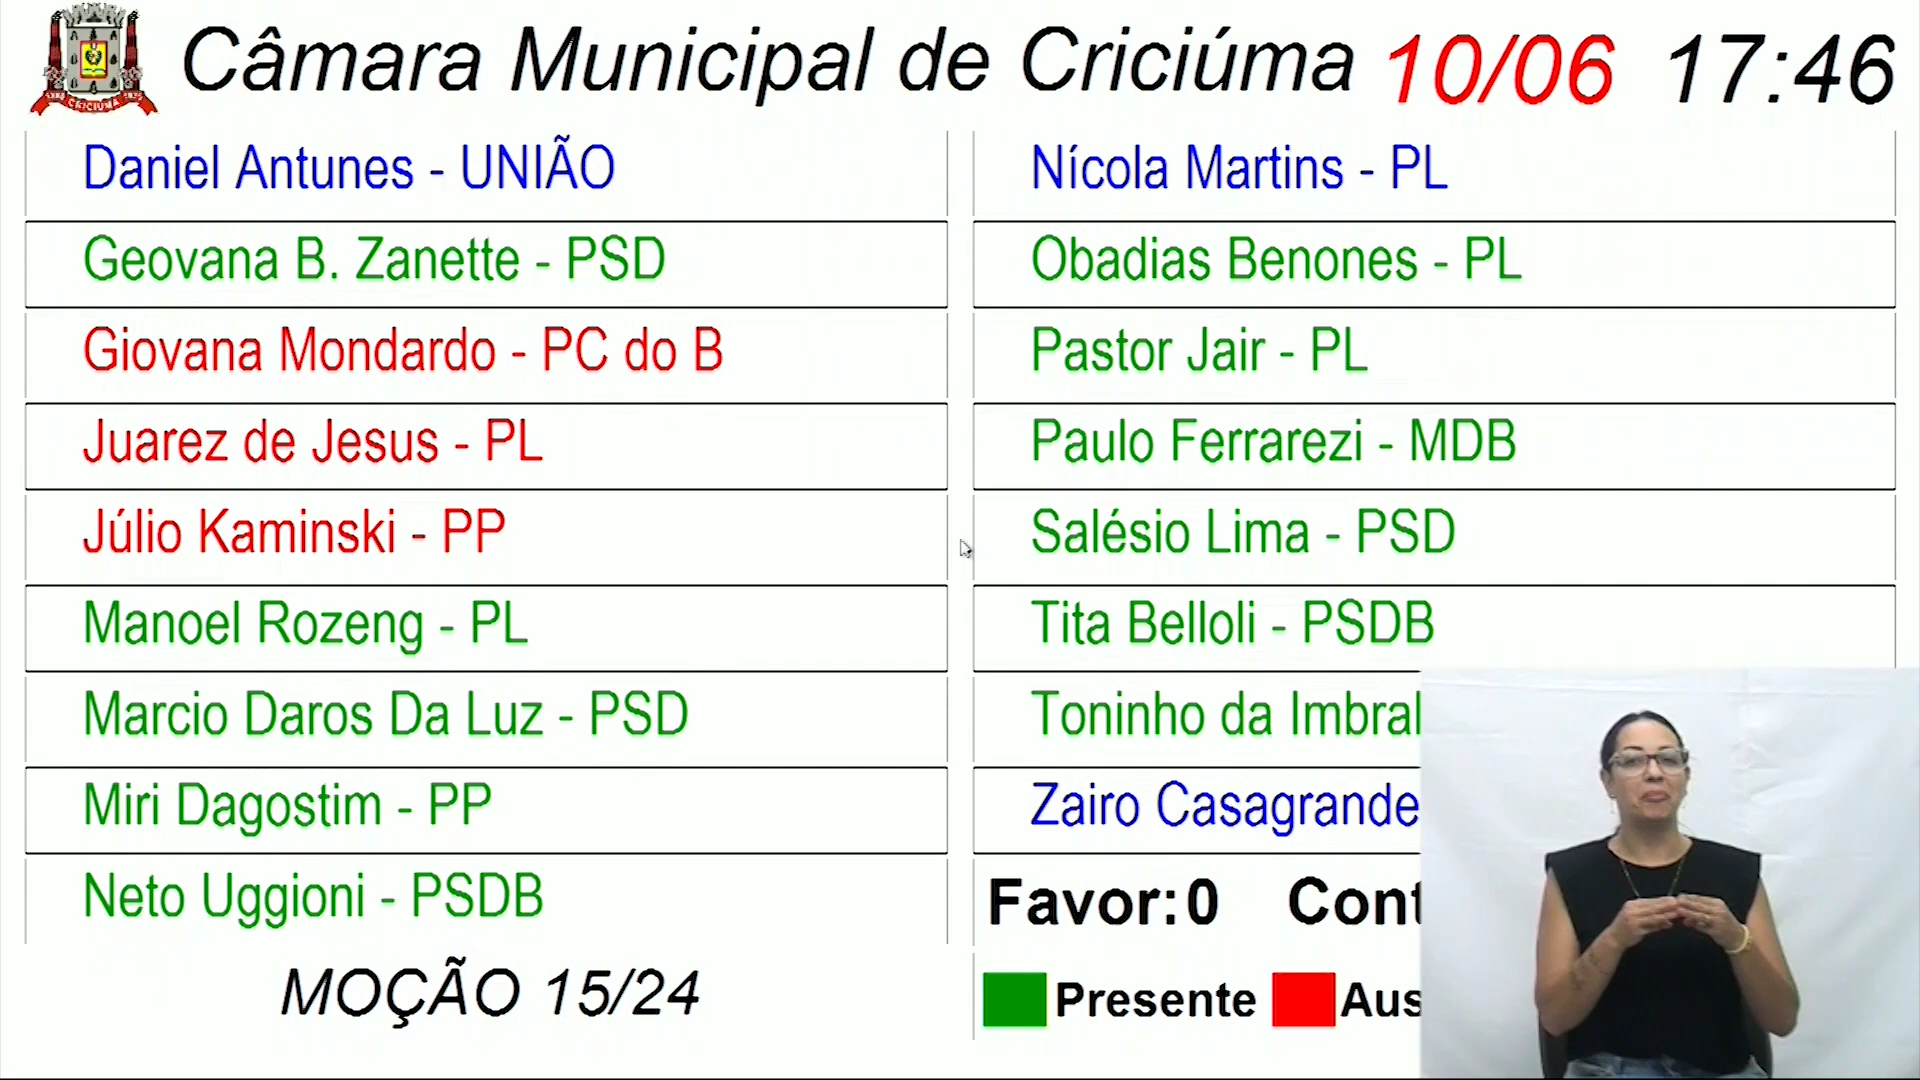 Câmara Municipal de Criciúma 10/06 17:46
CRICIÚMA
Daniel Antunes - UNIÃO
Geovana B. Zanette - PSD
Giovana Mondardo - PC do B
Juarez de Jesus - PL
Júlio Kaminski - PP
Manoel Rozeng - PL
Marcio Daros Da Luz - PSD
Miri Dagostim - PP
Neto Uggioni - PSDB
MOÇÃO 15/24
Nícola Martins - PL
Obadias Benones - PL
Pastor Jair - PL
Paulo Ferrarezi - MDB
Salésio Lima - PSD
Tita Belloli - PSDB
Toninho da Imbral
Zairo Casagrande
Favor:0 Cont
Presente Aus